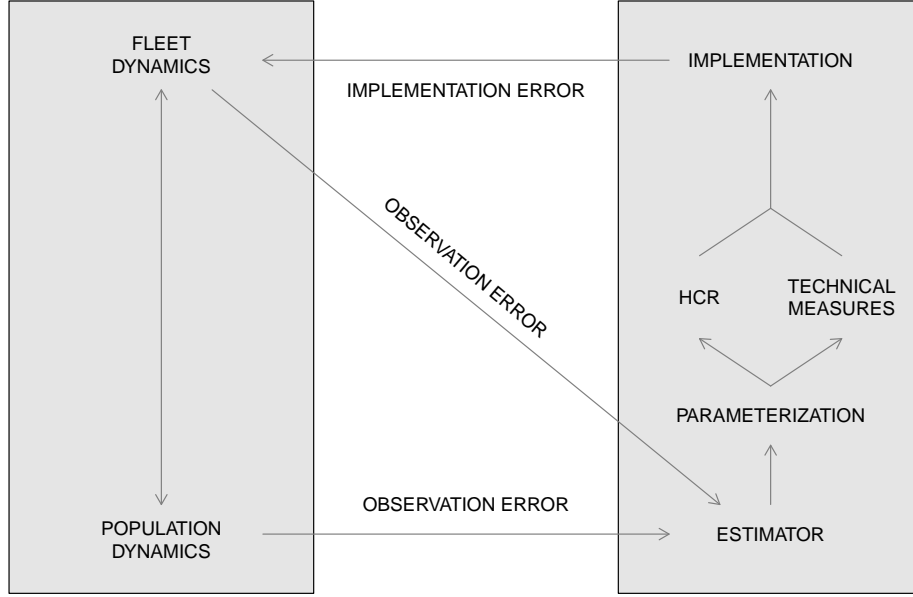 FLEET
DYNAMICS
IMPLEMENTATION
IMPLEMENTATION ERROR
OBSERVATION ERROR
HCR
TECHNICAL
MEASURES
PARAMETERIZATION
OBSERVATION ERROR
POPULATION
DYNAMICS
ESTIMATOR